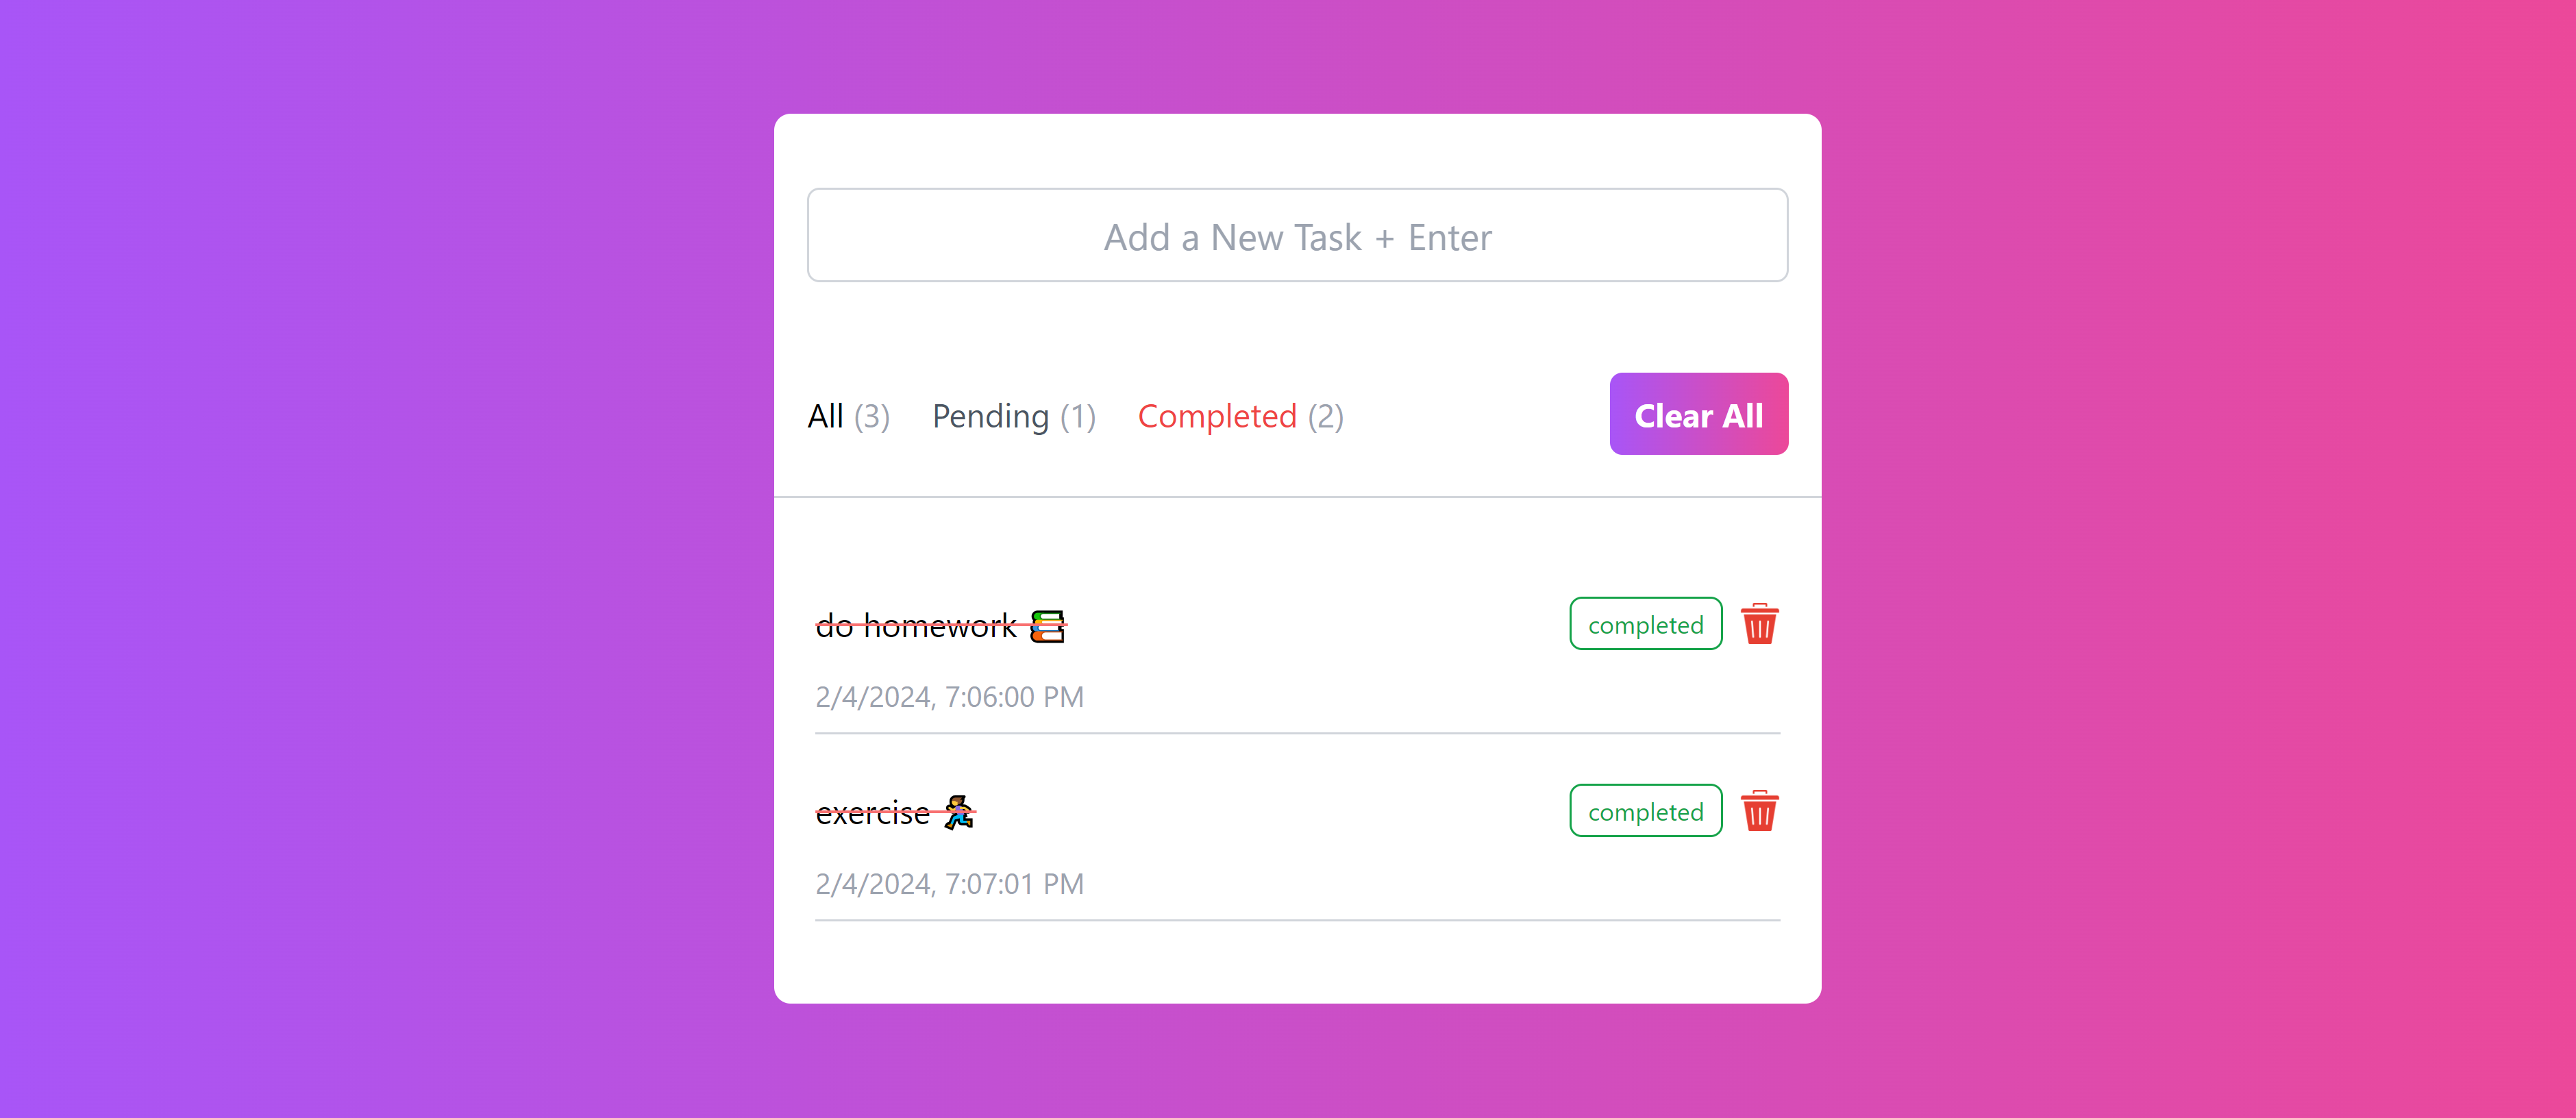 Add a New Task + Enter
All (3) Pending (1) Completed (2) Clear All
do homework 📚 completed
2/4/2024, 7:06:00 PM
exercise 🏃‍♀️ completed
2/4/2024, 7:07:01 PM